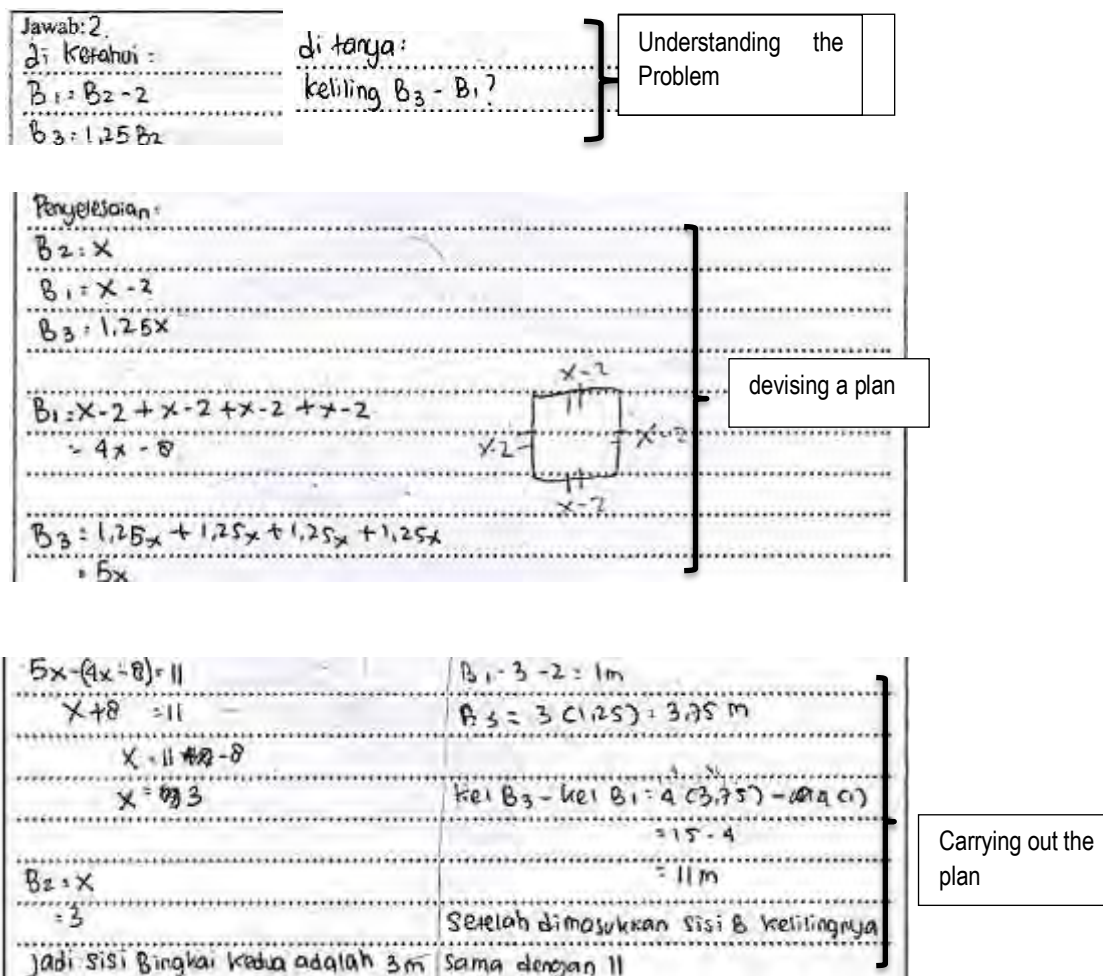 Jawab: 2.
di Ketahui :
B1 = B2 - 2
B3 = 1,25 B2
di tanya:
keliling B3 - B1?
Understanding the
Problem
Penyelesaian:
B2 = x
B1 = x - 2
B3 = 1,25x
B1 = x-2 + x-2 + x-2 + x-2
= 4x - 8
x-2
x-2
x-2
x-2
B3 = 1,25x + 1,25x + 1,25x + 1,25x
= 5x
devising a plan
5x-(4x-8)=11
x+8 =11
x = 11 -8
x = 3
B2 = x
= 3
jadi sisi Bingkai kedua adalah 3m
B1 - 3 - 2 = 1m
B3 = 3 (1,25) = 3,75 m
kel B3 - kel B1 = 4 (3,75) - 4 (1)
= 15 - 4
= 11 m
Setelah dimasukkan sisi & kelilingnya
sama dengan 11
Carrying out the
plan